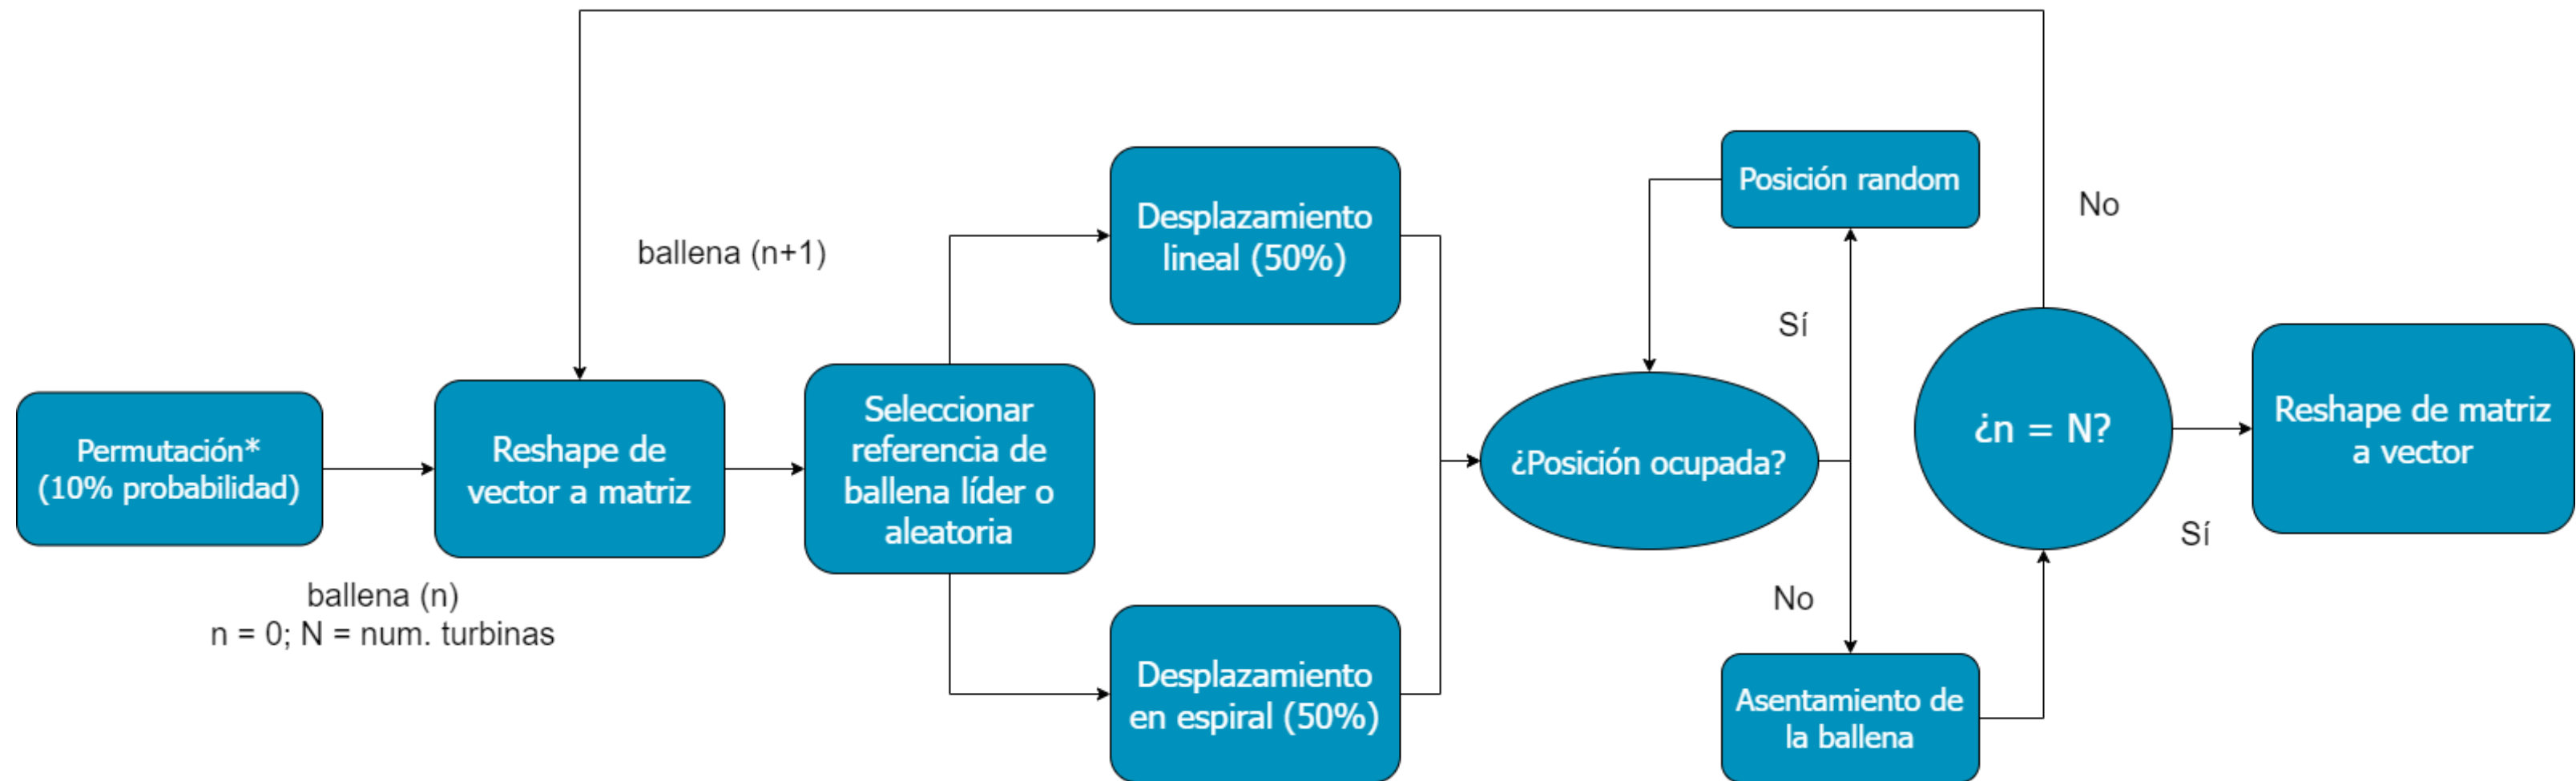 Permutación*
(10% probabilidad)
ballena (n)
n = 0; N = num. turbinas
Reshape de
vector a matriz
ballena (n+1)
Seleccionar
referencia de
ballena líder o
aleatoria
Desplazamiento
lineal (50%)
Desplazamiento
en espiral (50%)
¿Posición ocupada?
Sí
Posición random
No
Asentamiento de
la ballena
¿n = N?
No
Sí
Reshape de matriz
a vector